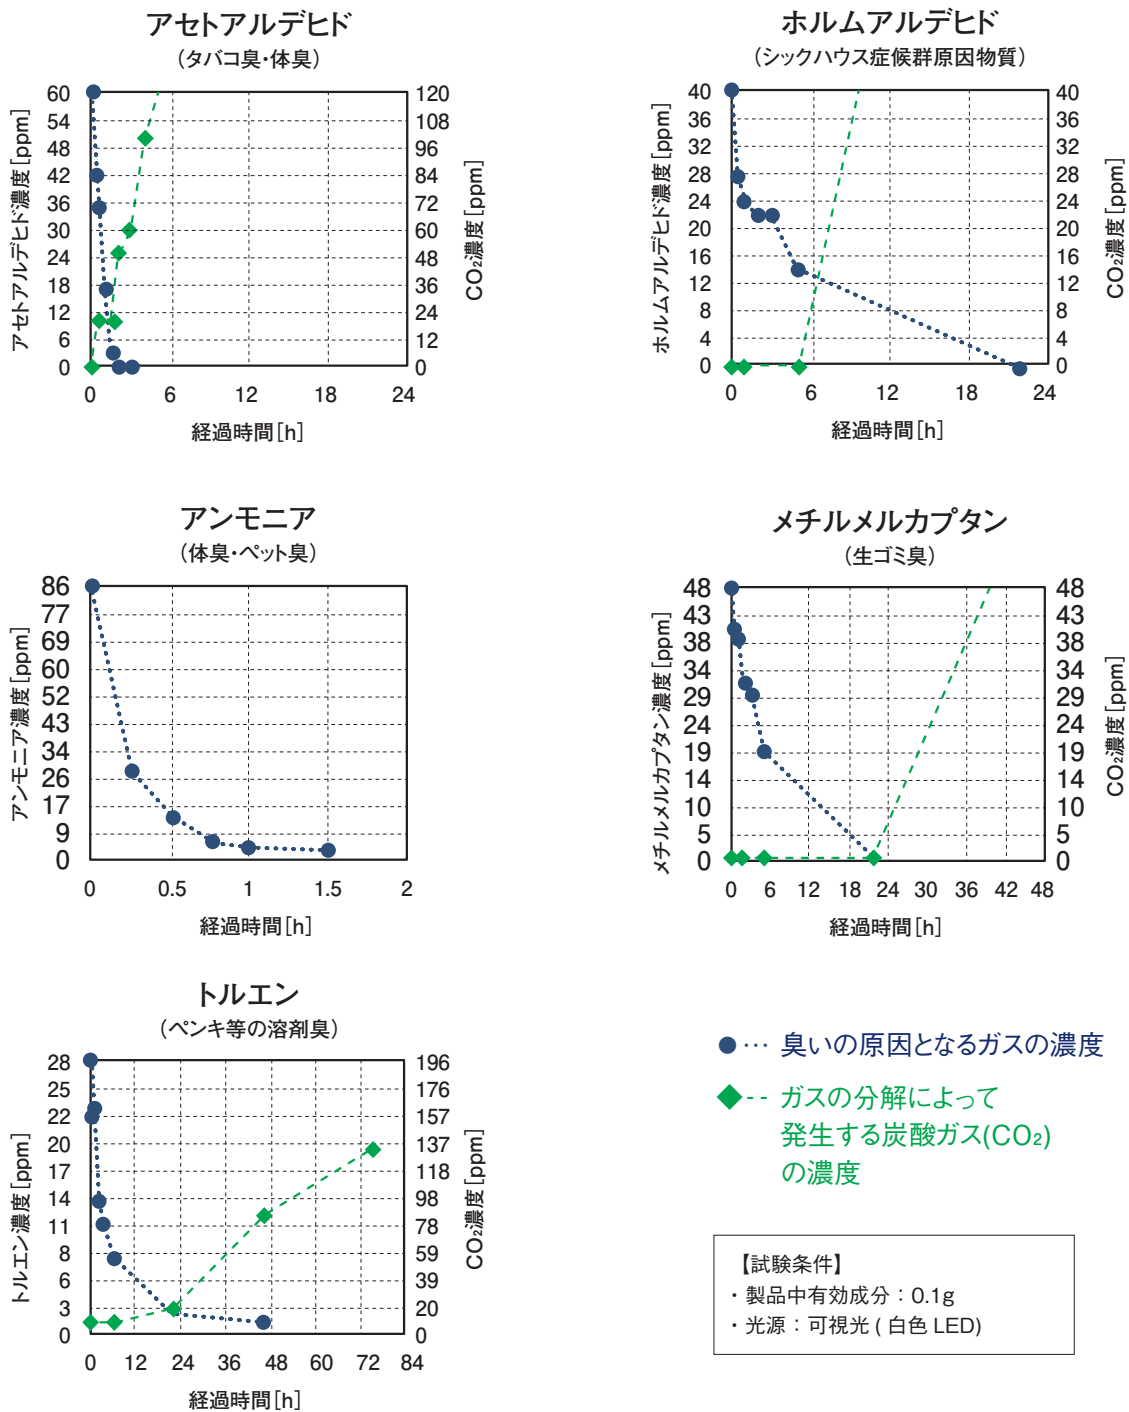 アセトアルデヒド
（タバコ臭・体臭）
アセトアルデヒド濃度[ppm]
60
54
48
42
36
30
24
18
12
6
0
120
108
96
84
72
60
48
36
24
12
0
CO₂濃度[ppm]
0 6 12 18 24
経過時間[h]
ホルムアルデヒド
（シックハウス症候群原因物質）
ホルムアルデヒド濃度[ppm]
40
36
32
28
24
20
16
12
8
4
0
40
36
32
28
24
20
16
12
8
4
0
CO₂濃度[ppm]
0 6 12 18 24
経過時間[h]
アンモニア
（体臭・ペット臭）
アンモニア濃度[ppm]
86
77
69
60
52
43
34
26
17
9
0
0 0.5 1 1.5 2
経過時間[h]
メチルメルカプタン
（生ゴミ臭）
メチルメルカプタン濃度[ppm]
48
43
38
34
29
24
19
14
10
5
0
48
43
38
34
29
24
19
14
10
5
0
CO₂濃度[ppm]
0 6 12 18 24 30 36 42 48
経過時間[h]
トルエン
（ペンキ等の溶剤臭）
トルエン濃度[ppm]
28
25
22
20
17
14
11
8
6
3
0
196
176
157
137
118
98
78
59
39
20
0
CO₂濃度[ppm]
0 12 24 36 48 60 72 84
経過時間[h]
臭いの原因となるガスの濃度
ガスの分解によって
発生する炭酸ガス(CO₂)
の濃度
【試験条件】
・製品中有効成分：0.1g
・光源：可視光（白色 LED)